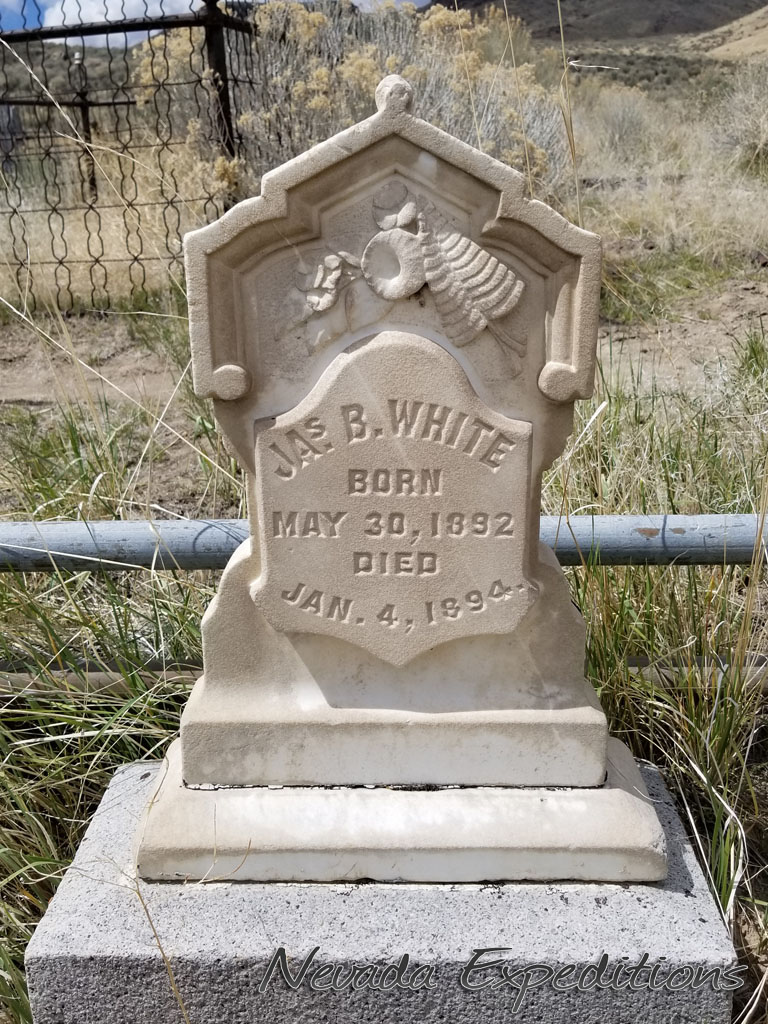 JAS. B. WHITE
BORN
MAY 30, 1892
DIED
JAN. 4, 1894.
Nevada Expeditions